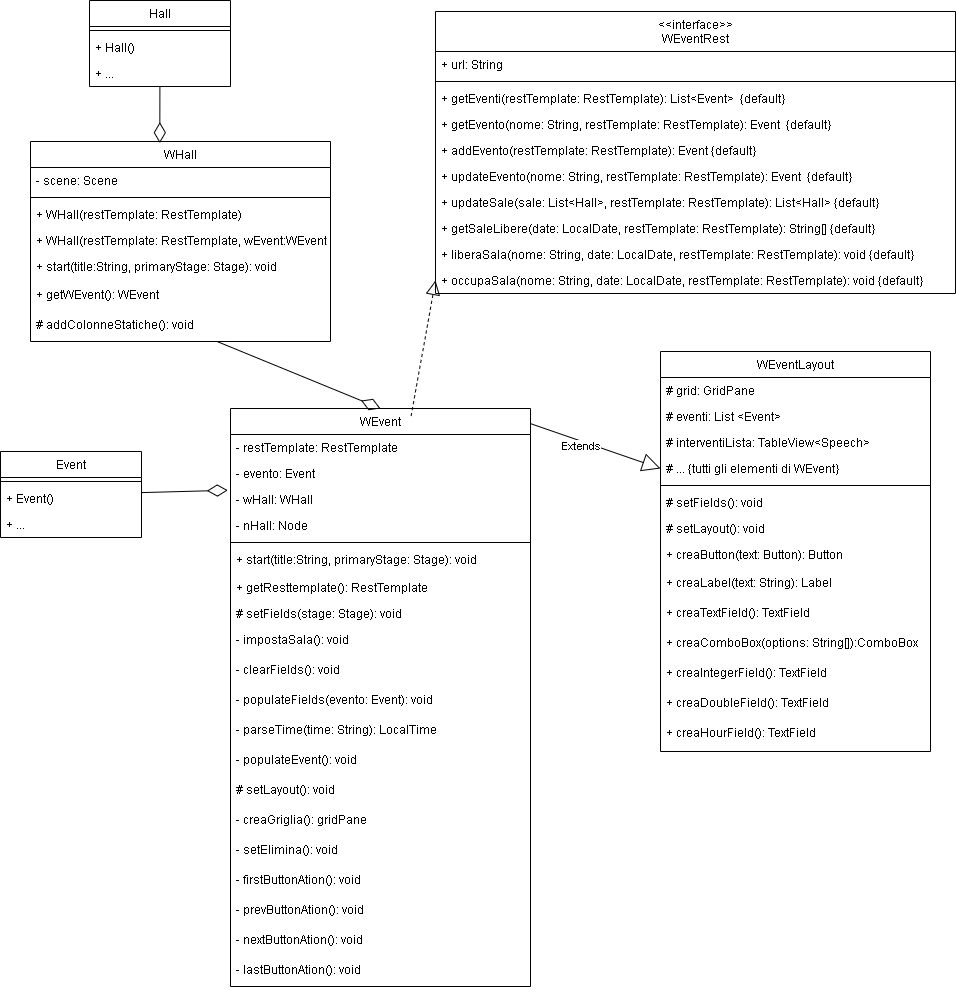 Hall
+ Hall()
+ ...
<<interface>>
WEventRest
+ url: String
+ getEventi(restTemplate: RestTemplate): List<Event>  {default}
+ getEvento(nome: String, restTemplate: RestTemplate): Event  {default}
+ addEvento(restTemplate: RestTemplate): Event {default}
+ updateEvento(nome: String, restTemplate: RestTemplate): Event  {default}
+ updateSale(sale: List<Hall>, restTemplate: RestTemplate): List<Hall> {default}
+ getSaleLibere(date: LocalDate, restTemplate: RestTemplate): String[] {default}
+ liberaSala(nome: String, date: LocalDate, restTemplate: RestTemplate): void {default}
+ occupaSala(nome: String, date: LocalDate, restTemplate: RestTemplate): void {default}
WHall
- scene: Scene
+ WHall(restTemplate: RestTemplate)
+ WHall(restTemplate: RestTemplate, wEvent:WEvent
+ start(title:String, primaryStage: Stage): void
+ getWEvent(): WEvent
# addColonneStatiche(): void
WEventLayout
# grid: GridPane
# eventi: List <Event>
# interventiLista: TableView<Speech>
# ... {tutti gli elementi di WEvent}
# setFields(): void
# setLayout(): void
+ creaButton(text: Button): Button
+ creaLabel(text: String): Label
+ creaTextField(): TextField
+ creaComboBox(options: String[]):ComboBox
+ creaIntegerField(): TextField
+ creaDoubleField(): TextField
+ creaHourField(): TextField
Extends
Event
+ Event()
+ ...
WEvent
- restTemplate: RestTemplate
- evento: Event
- wHall: WHall
- nHall: Node
+ start(title:String, primaryStage: Stage): void
+ getResttemplate(): RestTemplate
# setFields(stage: Stage): void
- impostaSala(): void
- clearFields(): void
- populateFields(evento: Event): void
- parseTime(time: String): LocalTime
- populateEvent(): void
# setLayout(): void
- creaGriglia(): gridPane
- setElimina(): void
- firstButtonAtion(): void
- prevButtonAtion(): void
- nextButtonAtion(): void
- lastButtonAtion(): void